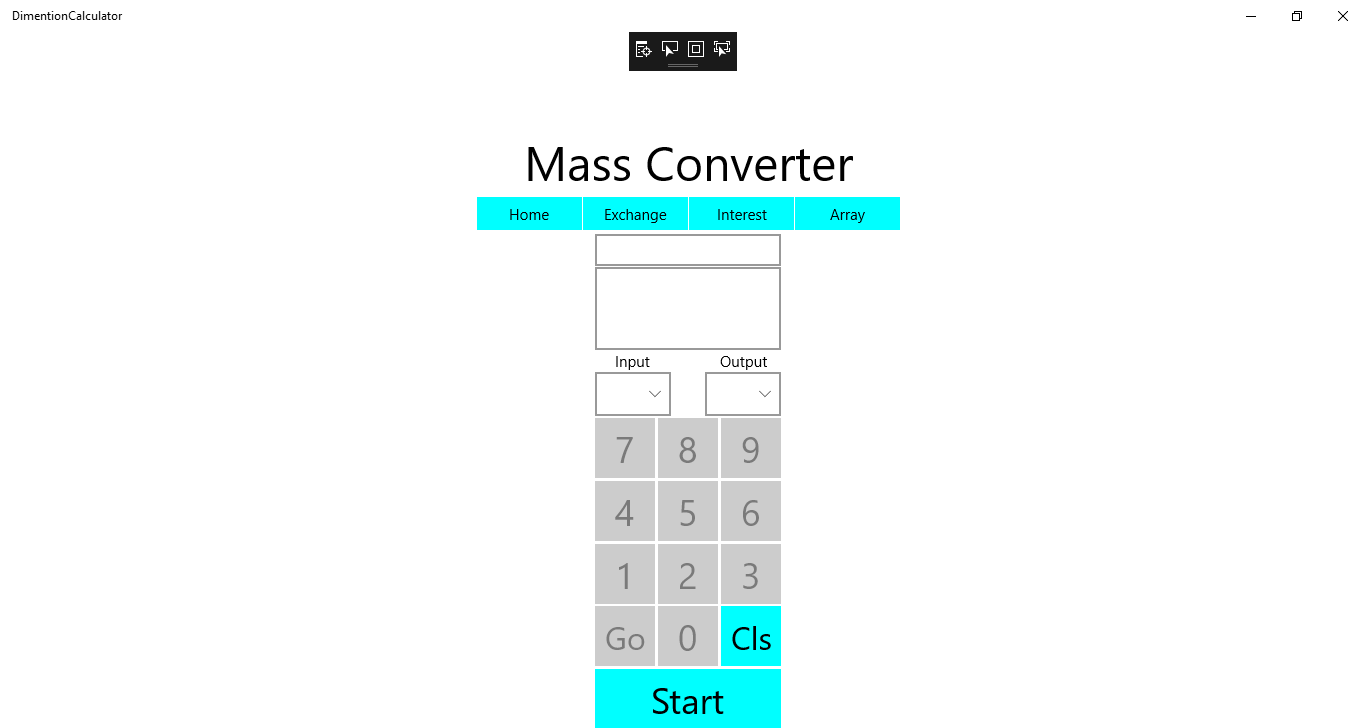 DimentionCalculator
Mass Converter
Home Exchange Interest Array
Input Output
7 8 9
4 5 6
1 2 3
Go 0 Cls
Start